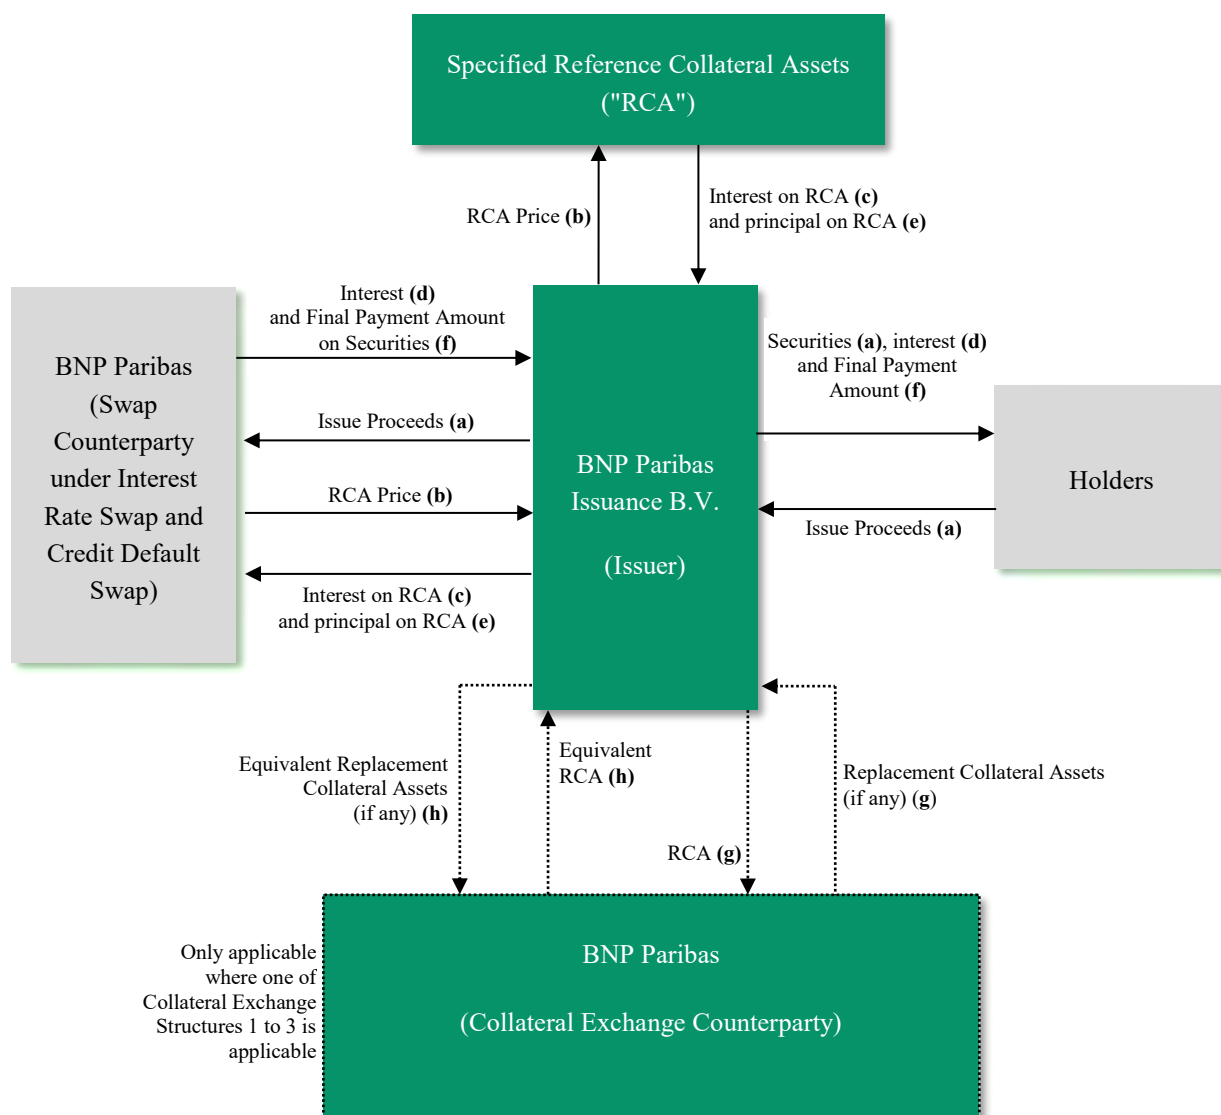 Specified Reference Collateral Assets
("RCA")
RCA Price (b)
Interest on RCA (c)
and principal on RCA (e)
BNP Paribas
(Swap
Counterparty
under Interest
Rate Swap and
Credit Default
Swap)
Interest (d)
and Final Payment Amount
on Securities (f)
Issue Proceeds (a)
RCA Price (b)
Interest on RCA (c)
and principal on RCA (e)
BNP Paribas
Issuance B.V.
(Issuer)
Securities (a), interest (d)
and Final Payment
Amount (f)
Issue Proceeds (a)
Holders
Equivalent Replacement
Collateral Assets
(if any) (h)
Equivalent
RCA (h)
RCA (g)
Replacement Collateral Assets
(if any) (g)
Only applicable
where one of
Collateral Exchange
Structures 1 to 3 is
applicable
BNP Paribas
(Collateral Exchange Counterparty)